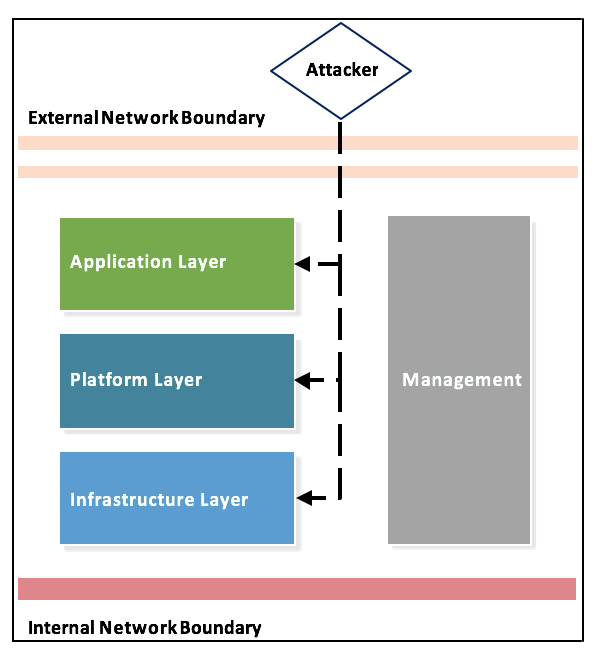 Attacker
External Network Boundary
Application Layer
Platform Layer
Management
Infrastructure Layer
Internal Network Boundary